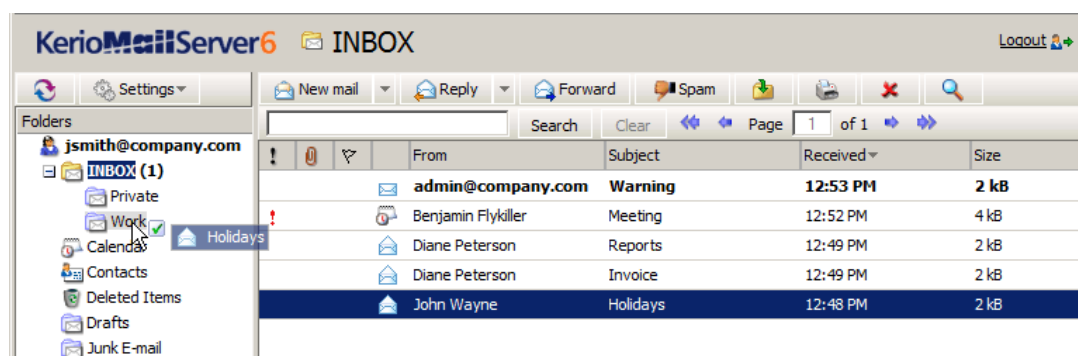 KerioMailServer6 INBOX Logout
Settings New mail Reply Forward Spam
Folders Search Clear Page 1 of 1
jsmith@company.com
! From Subject Received Size
INBOX (1)
admin@company.com Warning 12:53 PM 2 kB
Private
! Benjamin Flykiller Meeting 12:52 PM 4 kB
Work
Holidays
Calendar Diane Peterson Reports 12:49 PM 2 kB
Contacts Diane Peterson Invoice 12:49 PM 2 kB
Deleted Items
John Wayne Holidays 12:48 PM 2 kB
Drafts
Junk E-mail